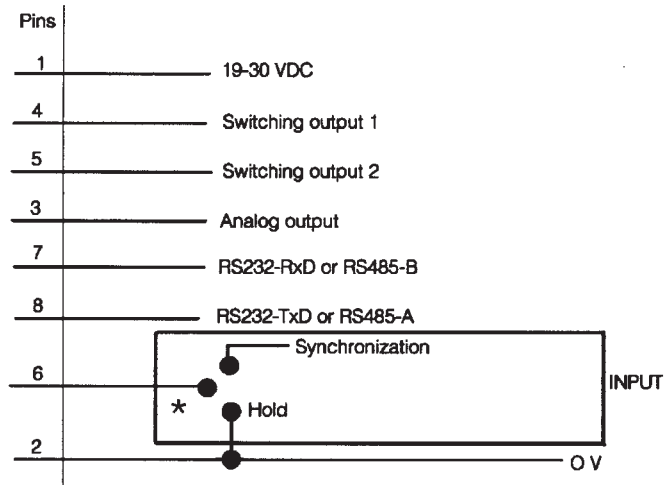 Pins
1 19-30 VDC
4 Switching output 1
5 Switching output 2
3 Analog output
7 RS232-RxD or RS485-B
8 RS232-TxD or RS485-A
Synchronization
6 INPUT
* Hold
2 O V